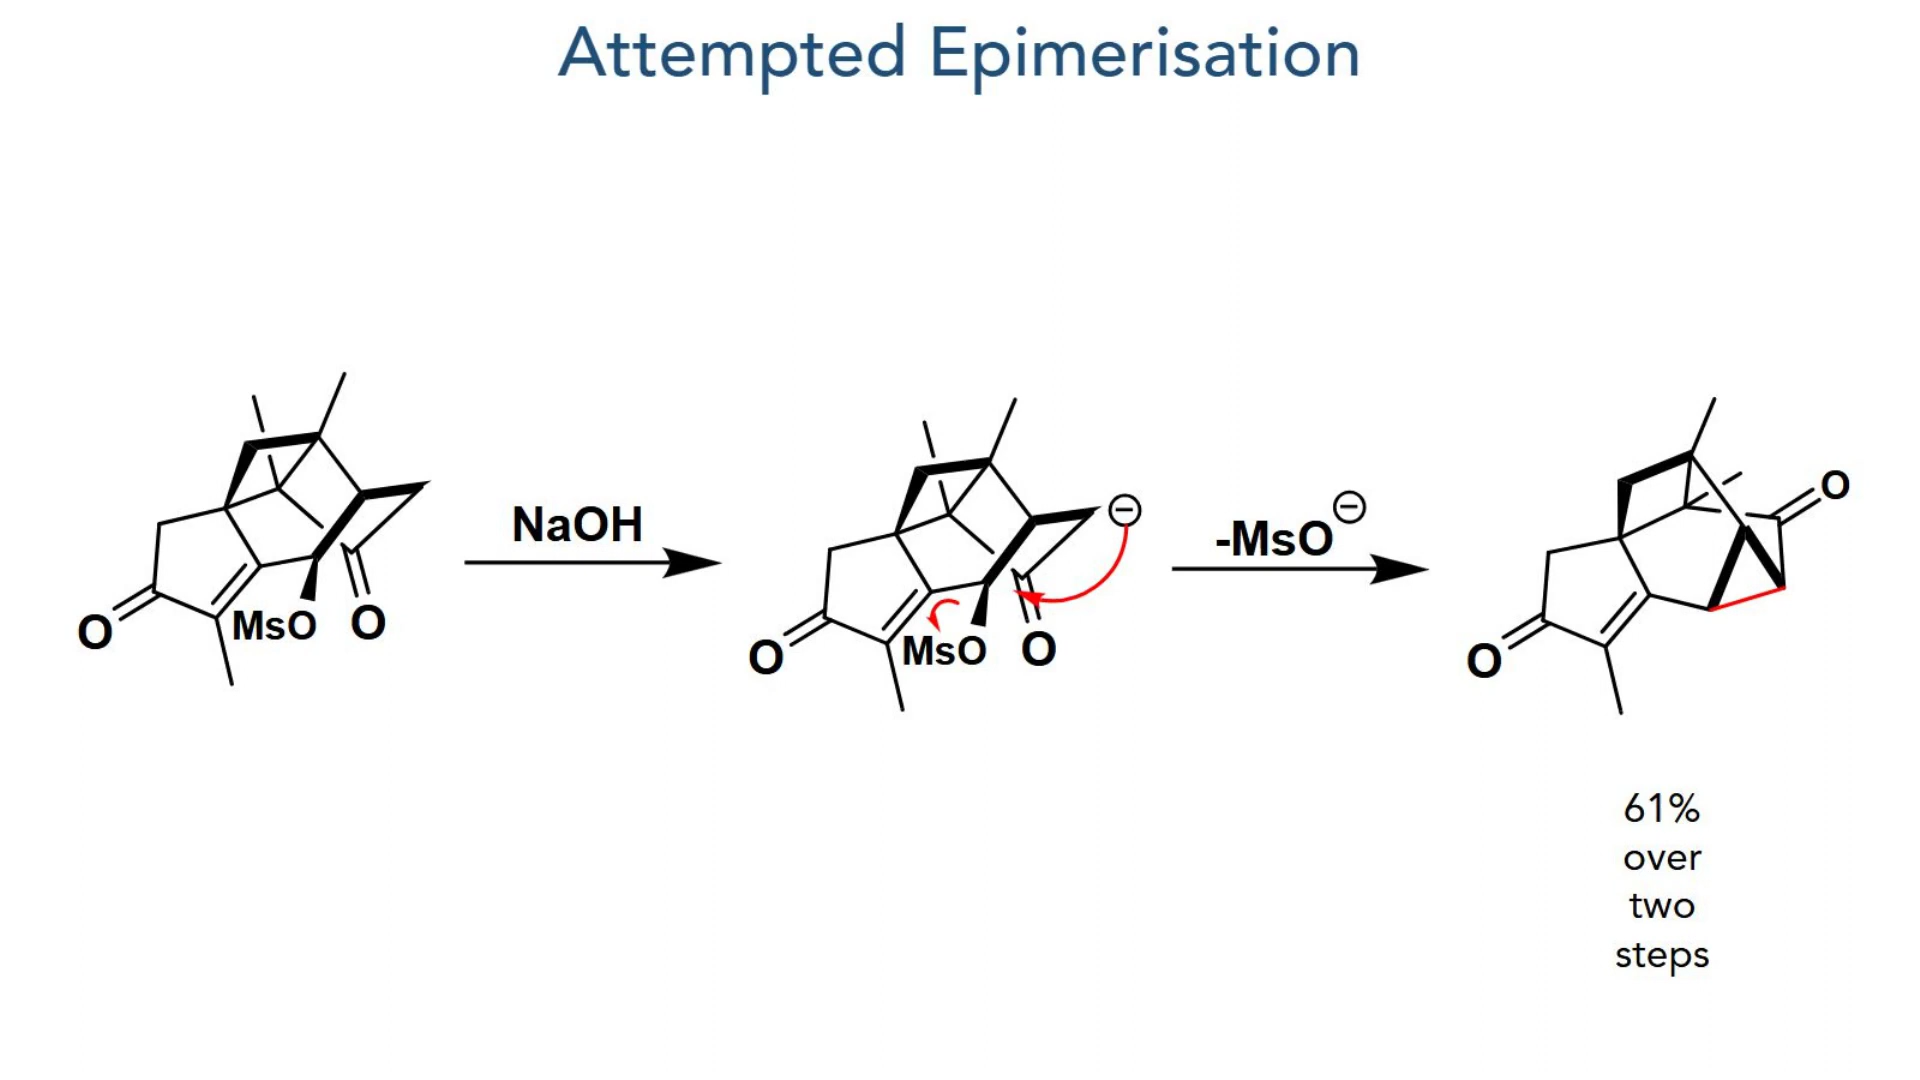 Attempted Epimerisation
O
MsO
O
NaOH
⊖
O
MsO
O
-MsO⊖
O
O
61%
over
two
steps